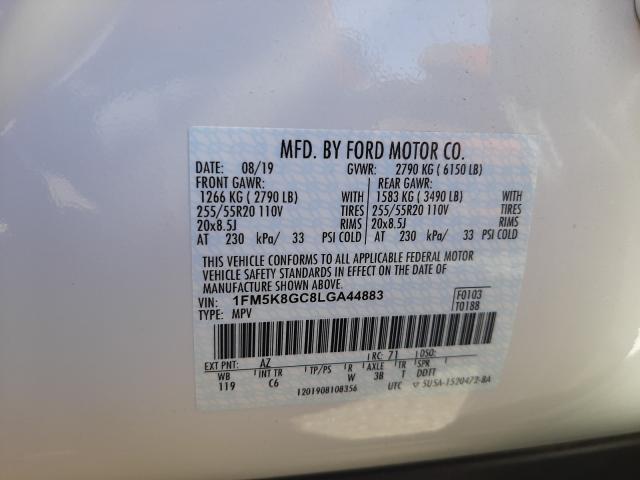 MFD. BY FORD MOTOR CO.
DATE: 08/19 GVWR: 2790 KG ( 6150 LB)
FRONT GAWR: REAR GAWR:
1266 KG ( 2790 LB) WITH 1583 KG ( 3490 LB) WITH
255/55R20 110V TIRES 255/55R20 110V TIRES
20x8.5J RIMS 20x8.5J RIMS
AT 230 kPa/ 33 PSI COLD AT 230 kPa/ 33 PSI COLD
THIS VEHICLE CONFORMS TO ALL APPLICABLE FEDERAL MOTOR
VEHICLE SAFETY STANDARDS IN EFFECT ON THE DATE OF
MANUFACTURE SHOWN ABOVE.
VIN: 1FM5K8GC8LGA44883
TYPE: MPV
F0103
T0188
EXT PNT: AZ RC: 71 DSO:
WB INT TR TP/PS R AXLE TR SPR
119 C6 W 3B T DDTT
1201908108356 UTC 5U5A-1520472-BA